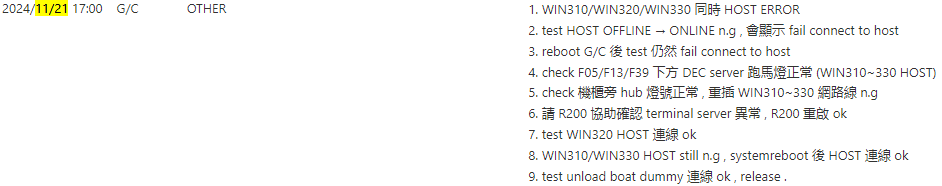 2024/11/21 17:00 G/C OTHER
1. WIN310/WIN320/WIN330 同時 HOST ERROR
2. test HOST OFFLINE → ONLINE n.g , 會顯示 fail connect to host
3. reboot G/C 後 test 仍然 fail connect to host
4. check F05/F13/F39 下方 DEC server 跑馬燈正常 (WIN310~330 HOST)
5. check 機櫃旁 hub 燈號正常 , 重插 WIN310~330 網路線 n.g
6. 請 R200 協助確認 terminal server 異常 , R200 重啟 ok
7. test WIN320 HOST 連線 ok
8. WIN310/WIN330 HOST still n.g , systemreboot 後 HOST 連線 ok
9. test unload boat dummy 連線 ok , release .